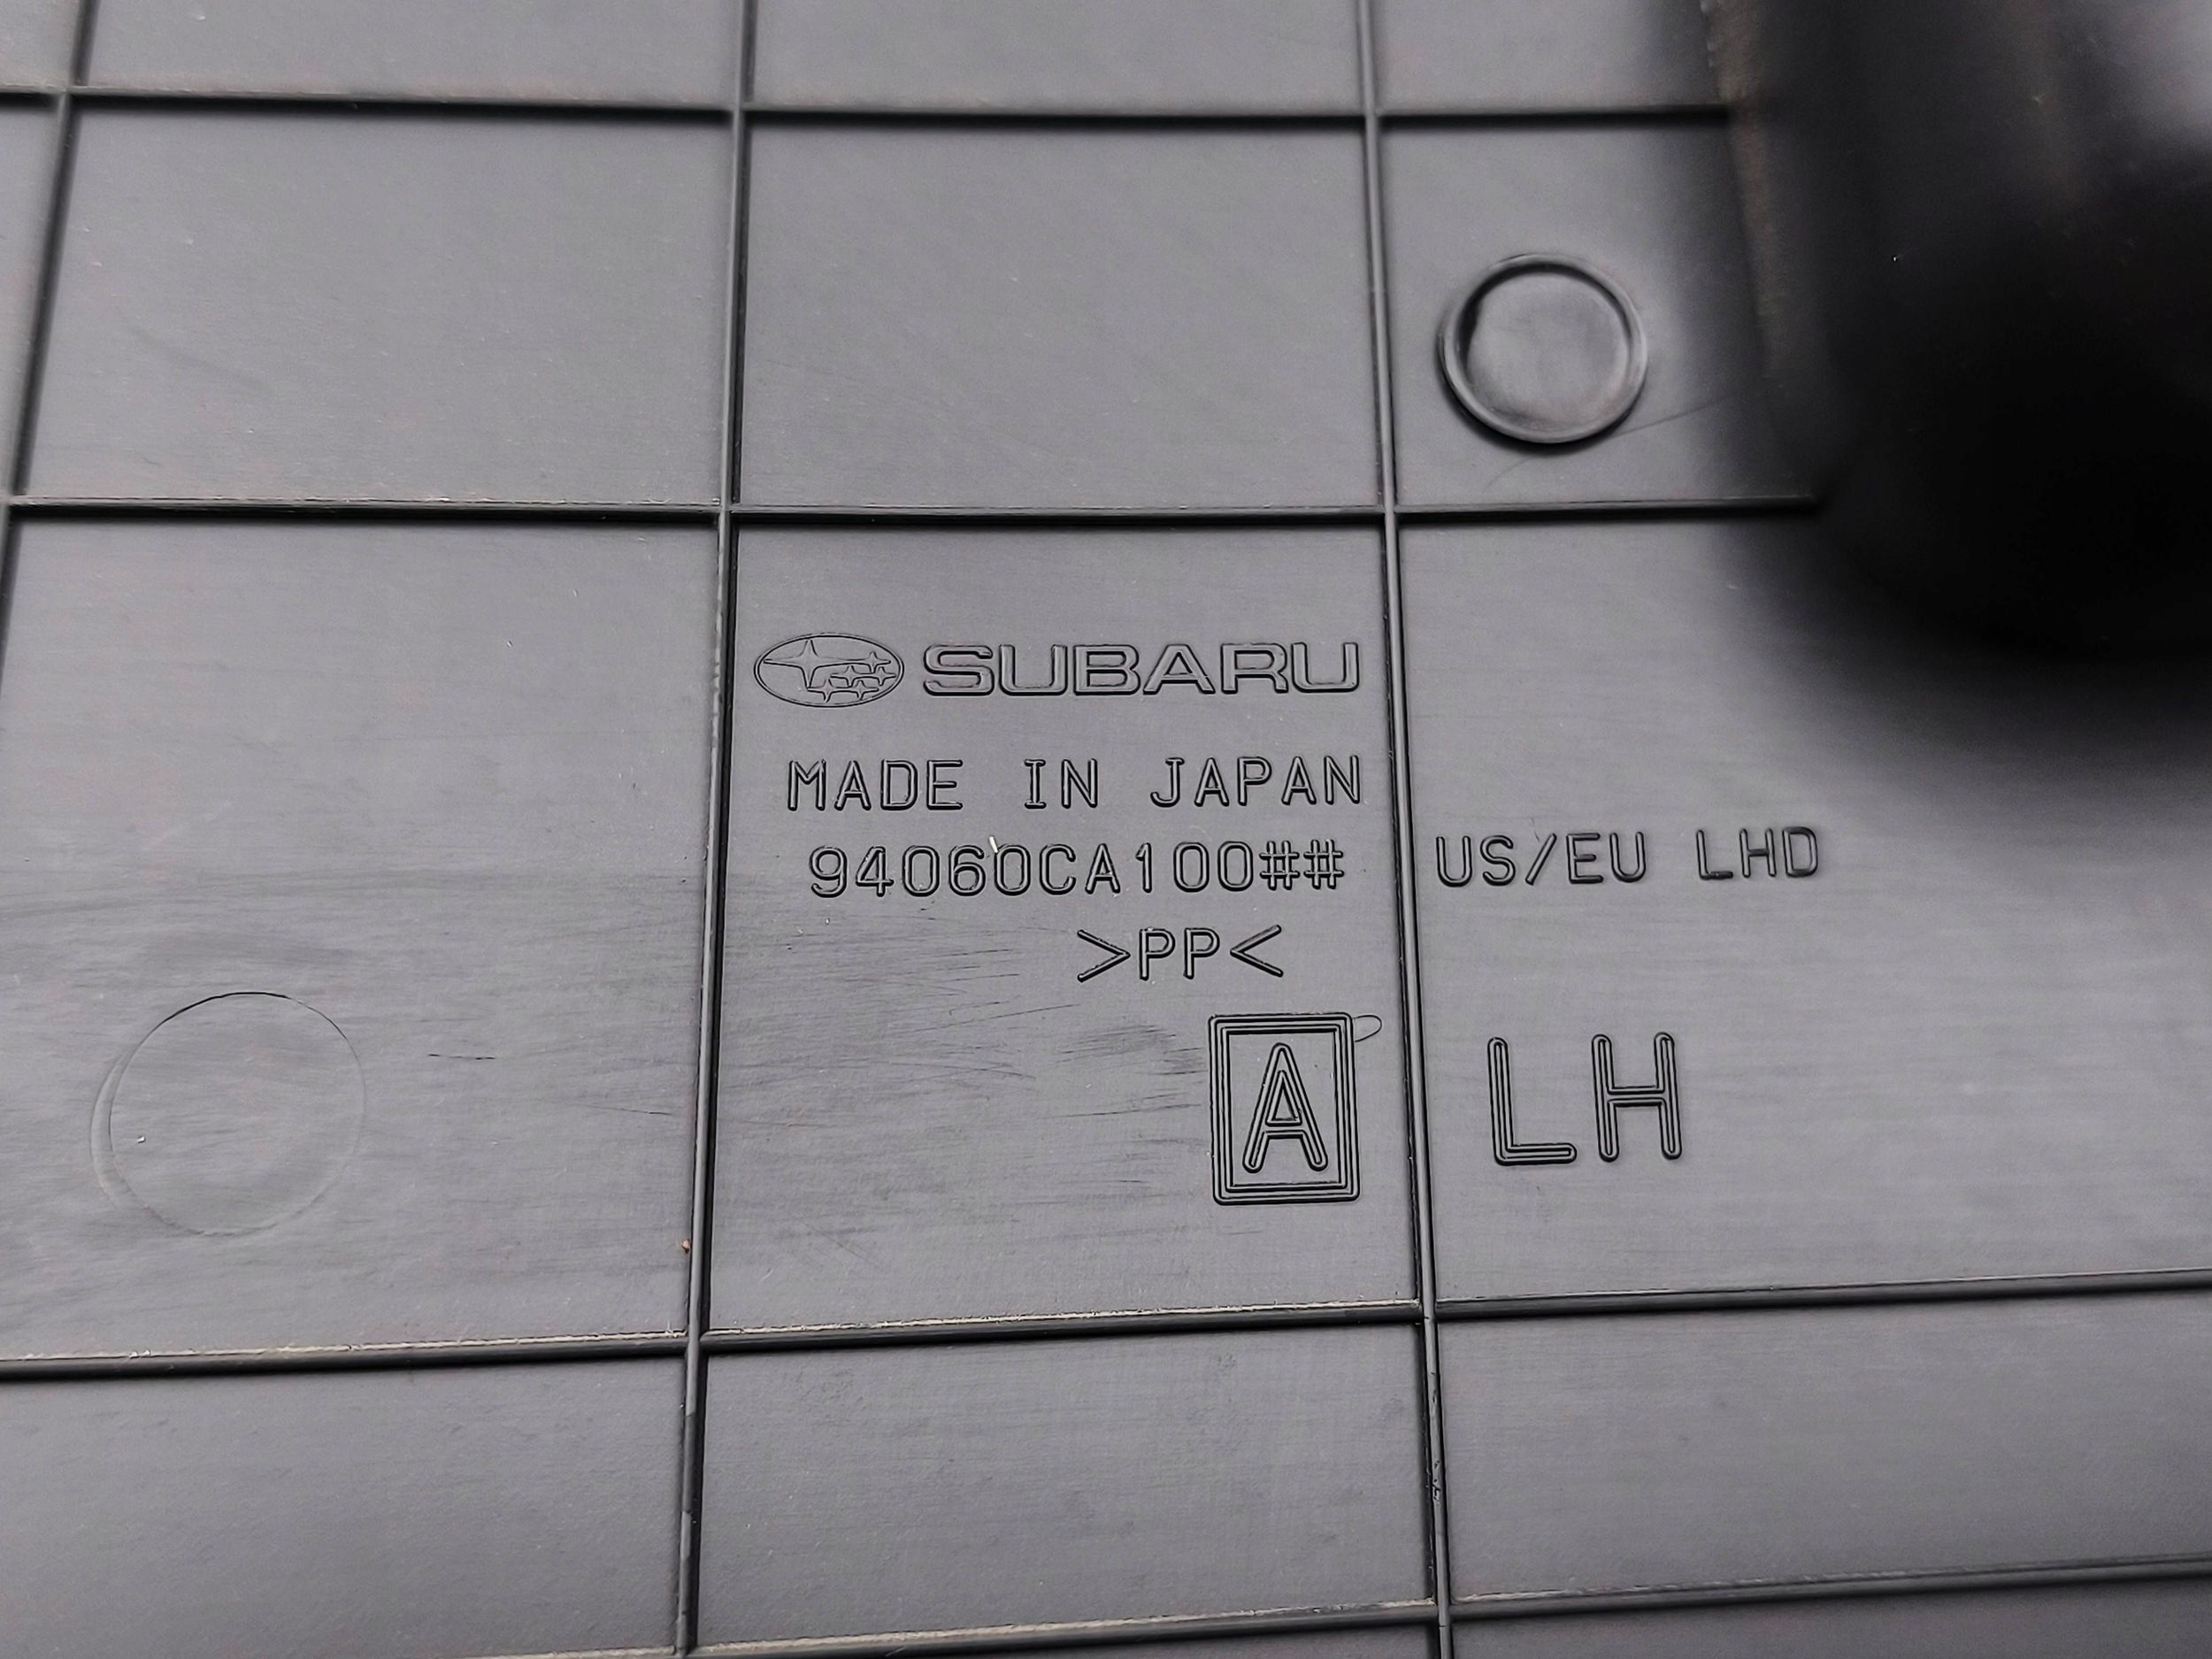 SUBARU
MADE IN JAPAN
94060CA100## US/EU LHD
>PP<
A LH